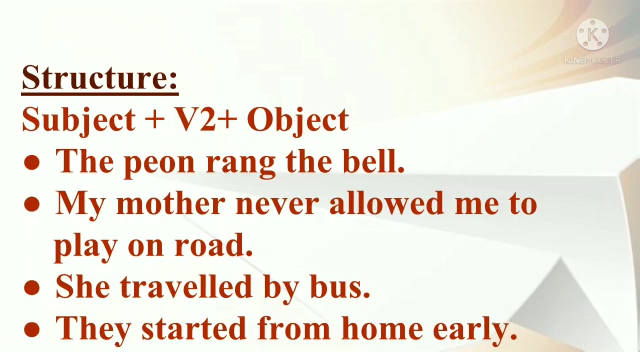 Structure:
Subject + V2+ Object
● The peon rang the bell.
● My mother never allowed me to
play on road.
● She travelled by bus.
● They started from home early.
K
KINEMASTER